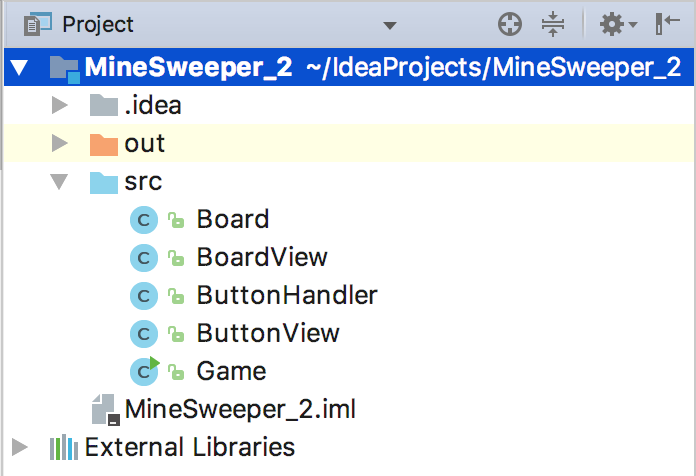 Project
MineSweeper_2 ~/IdeaProjects/MineSweeper_2
.idea
out
src
C Board
C BoardView
C ButtonHandler
C ButtonView
C Game
MineSweeper_2.iml
External Libraries